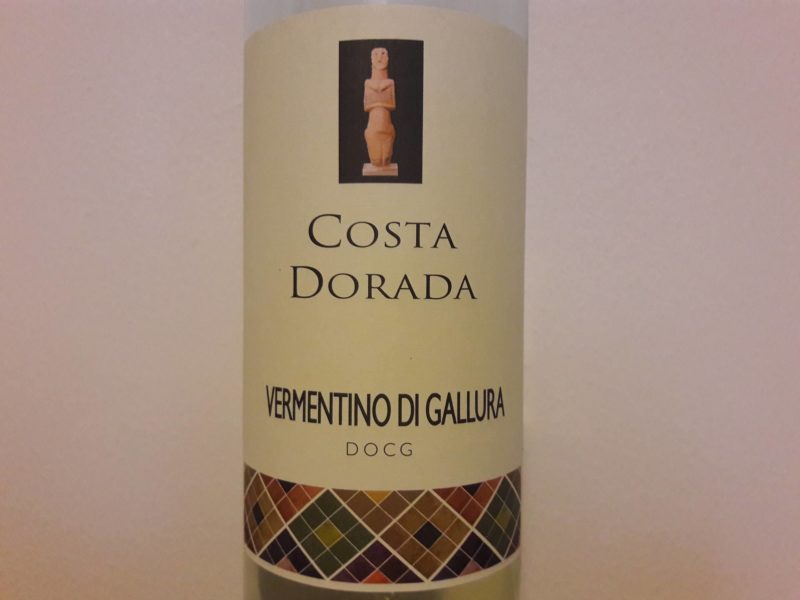 COSTA
DORADA
VERMENTINO DI GALLURA
DOCG